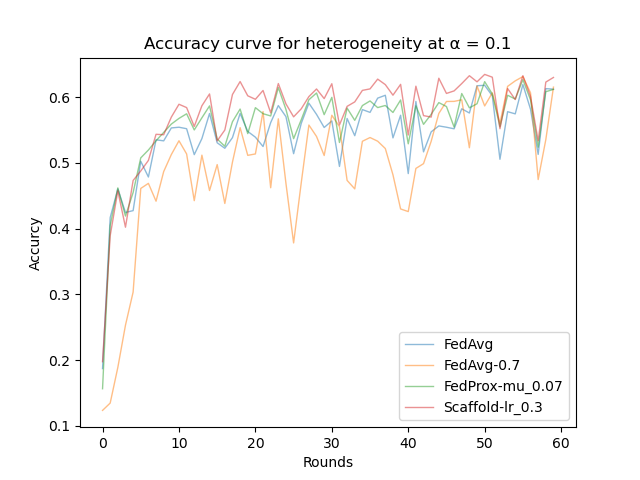 Accuracy curve for heterogeneity at α = 0.1
Accurcy
0.6
0.5
0.4
0.3
0.2
0.1
0 10 20 30 40 50 60
Rounds
FedAvg
FedAvg-0.7
FedProx-mu_0.07
Scaffold-lr_0.3